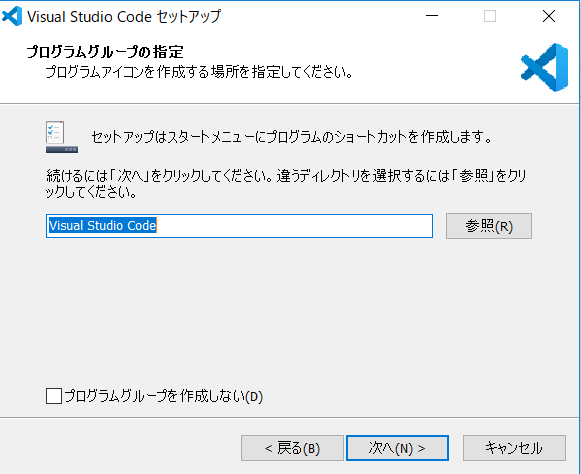 Visual Studio Code セットアップ
プログラムグループの指定
プログラムアイコンを作成する場所を指定してください。
セットアップはスタートメニューにプログラムのショートカットを作成します。
続けるには「次へ」をクリックしてください。違うディレクトリを選択するには「参照」をクリ
ックしてください。
Visual Studio Code
参照(R)
プログラムグループを作成しない(D)
< 戻る(B)
次へ(N) >
キャンセル